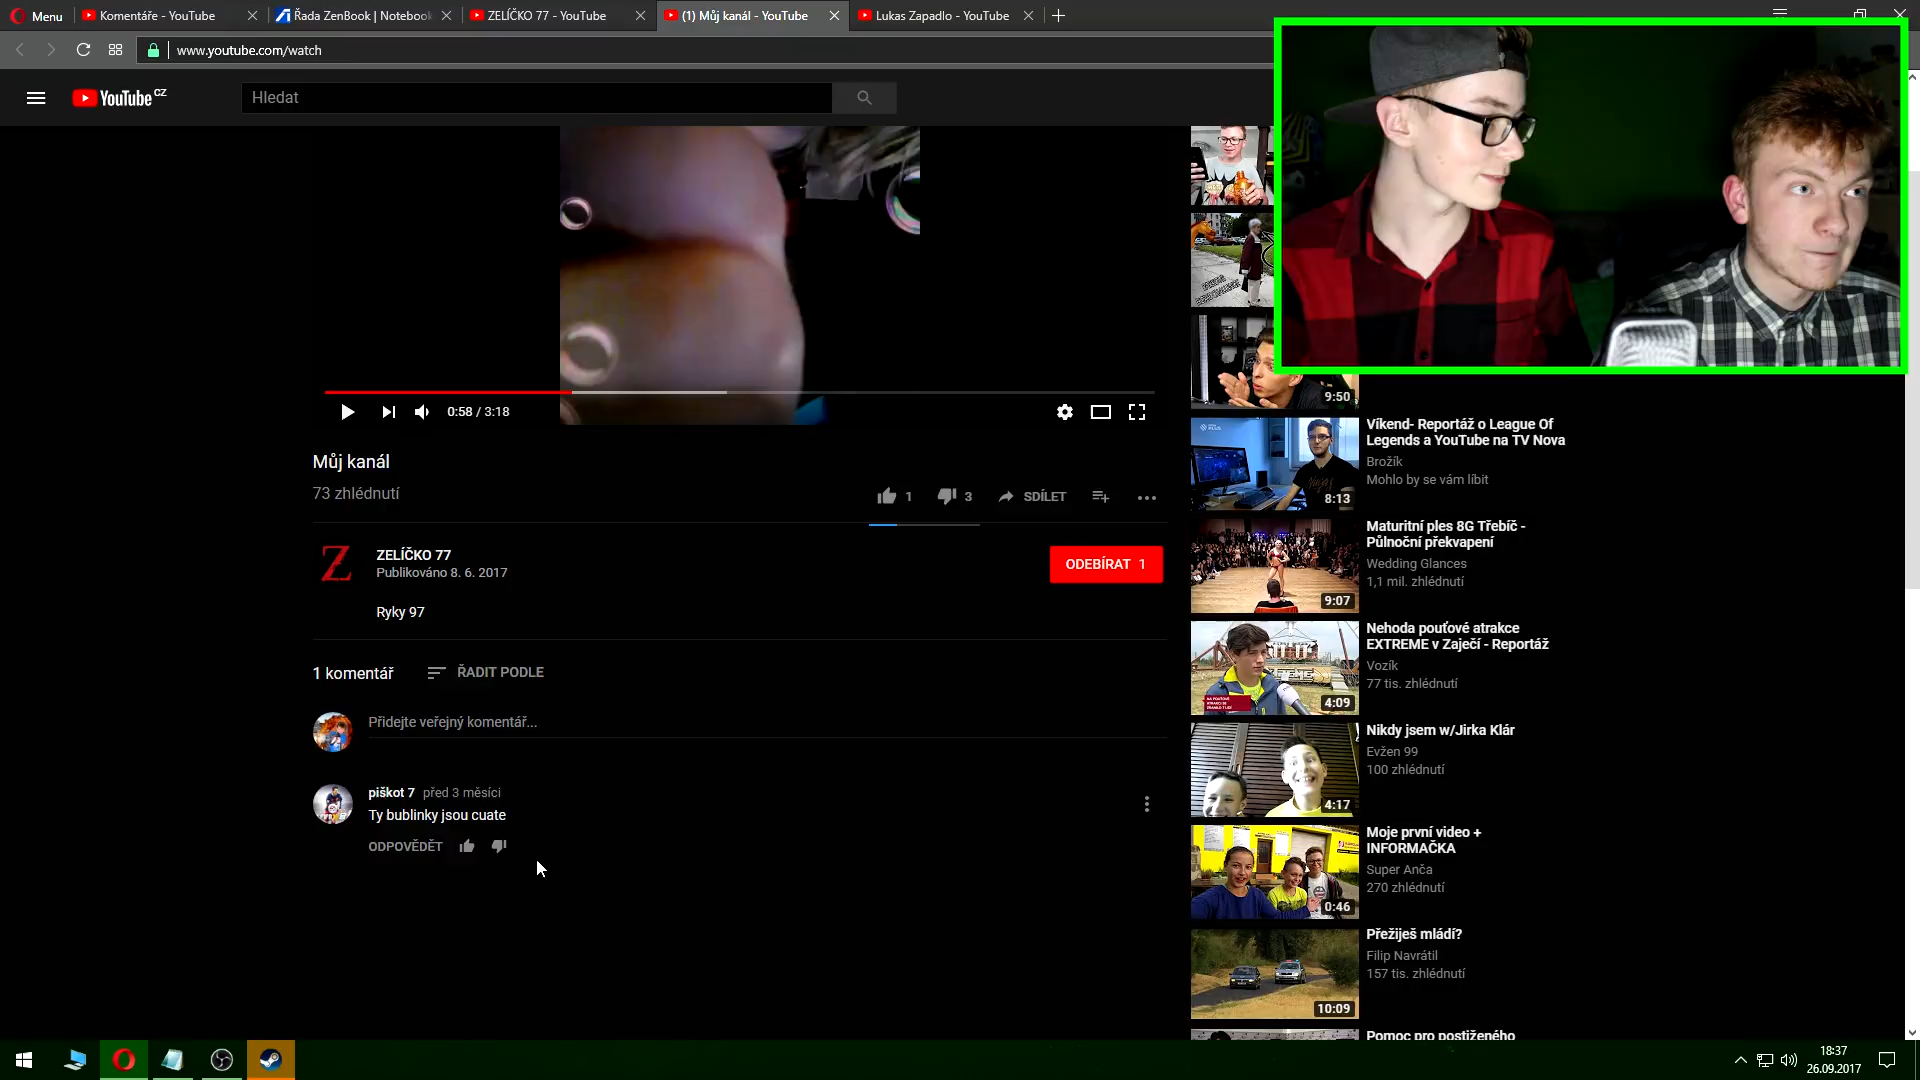 Menu
Komentáře - YouTube
Řada ZenBook | Notebook
ZELÍČKO 77 - YouTube
(1) Můj kanál - YouTube
Lukas Zapadlo - YouTube
www.youtube.com/watch
YouTube CZ
Hledat
0:58 / 3:18
Můj kanál
73 zhlédnutí
1
3
SDÍLET
Z
ZELÍČKO 77
Publikováno 8. 6. 2017
ODEBÍRAT 1
Ryky 97
1 komentář
ŘADIT PODLE
Přidejte veřejný komentář...
piškot 7 před 3 měsíci
Ty bublinky jsou cuate
ODPOVĚDĚT
9:50
8:13
Víkend- Reportáž o League Of
Legends a YouTube na TV Nova
Brožík
Mohlo by se vám líbit
9:07
Maturitní ples 8G Třebíč -
Půlnoční překvapení
Wedding Glances
1,1 mil. zhlédnutí
4:09
Nehoda pouťové atrakce
EXTREME v Zaječí - Reportáž
Vozík
77 tis. zhlédnutí
4:17
Nikdy jsem w/Jirka Klár
Evžen 99
100 zhlédnutí
0:46
Moje první video +
INFORMAČKA
Super Anča
270 zhlédnutí
10:09
Přežiješ mládí?
Filip Navrátil
157 tis. zhlédnutí
Pomoc pro postiženého
18:37
26.09.2017